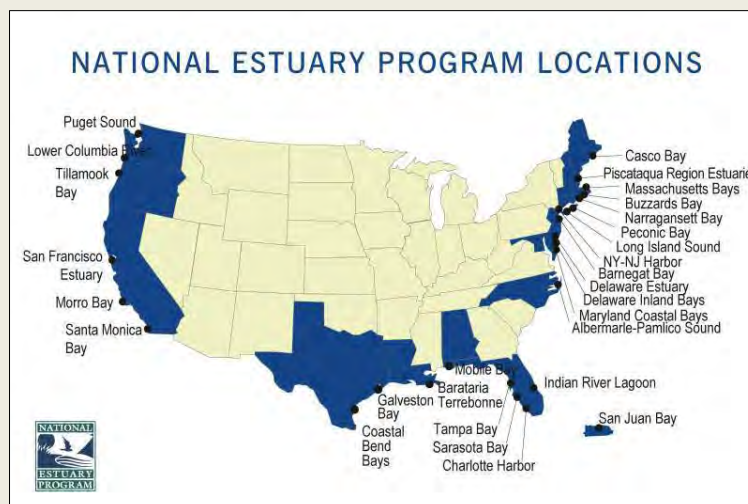 NATIONAL ESTUARY PROGRAM LOCATIONS
Puget Sound
Lower Columbia River
Tillamook
Bay
San Francisco
Estuary
Morro Bay
Santa Monica
Bay
Casco Bay
Piscataqua Region Estuarie
Massachusetts Bays
Buzzards Bay
Narragansett Bay
Peconic Bay
Long Island Sound
NY-NJ Harbor
Barnegat Bay
Delaware Estuary
Delaware Inland Bays
Maryland Coastal Bays
Albermarle-Pamlico Sound
Mobile Bay
Barataria
Terrebonne
Galveston
Bay
Coastal
Bend
Bays
Indian River Lagoon
Tampa Bay
Sarasota Bay
Charlotte Harbor
San Juan Bay
NATIONAL
ESTUARY
PROGRAM